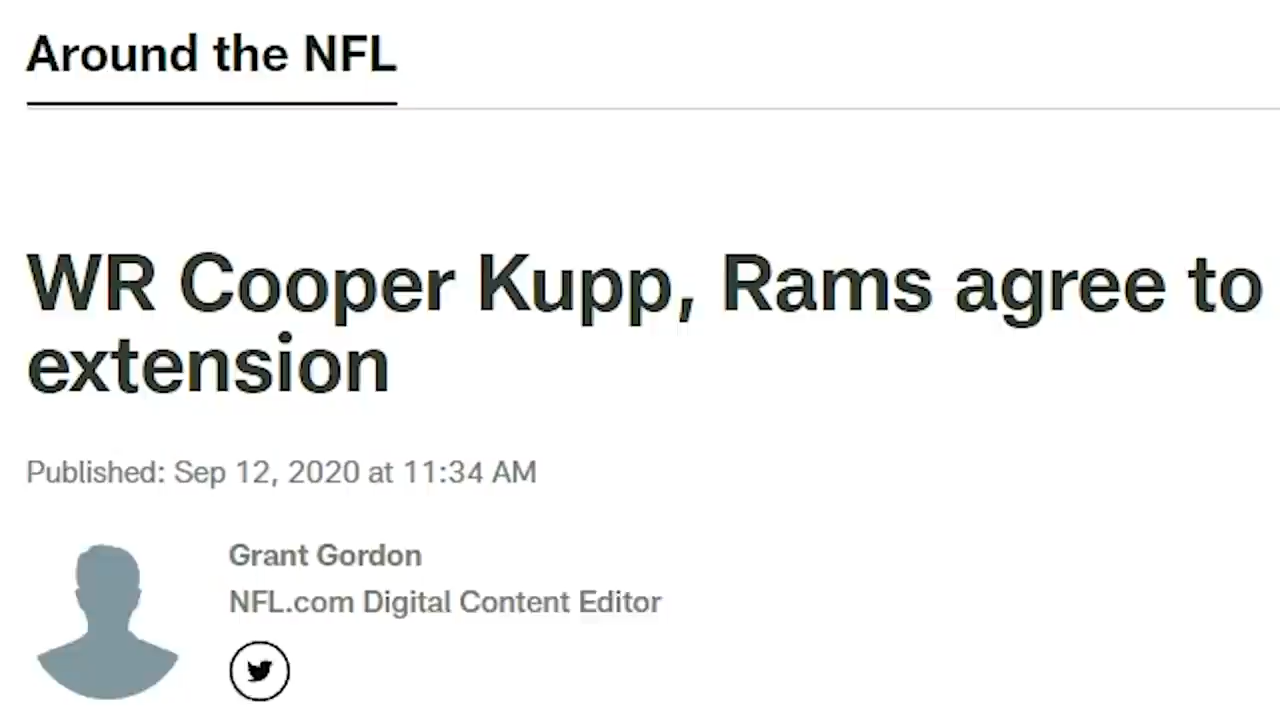 Around the NFL
WR Cooper Kupp, Rams agree to
extension
Published: Sep 12, 2020 at 11:34 AM
Grant Gordon
NFL.com Digital Content Editor